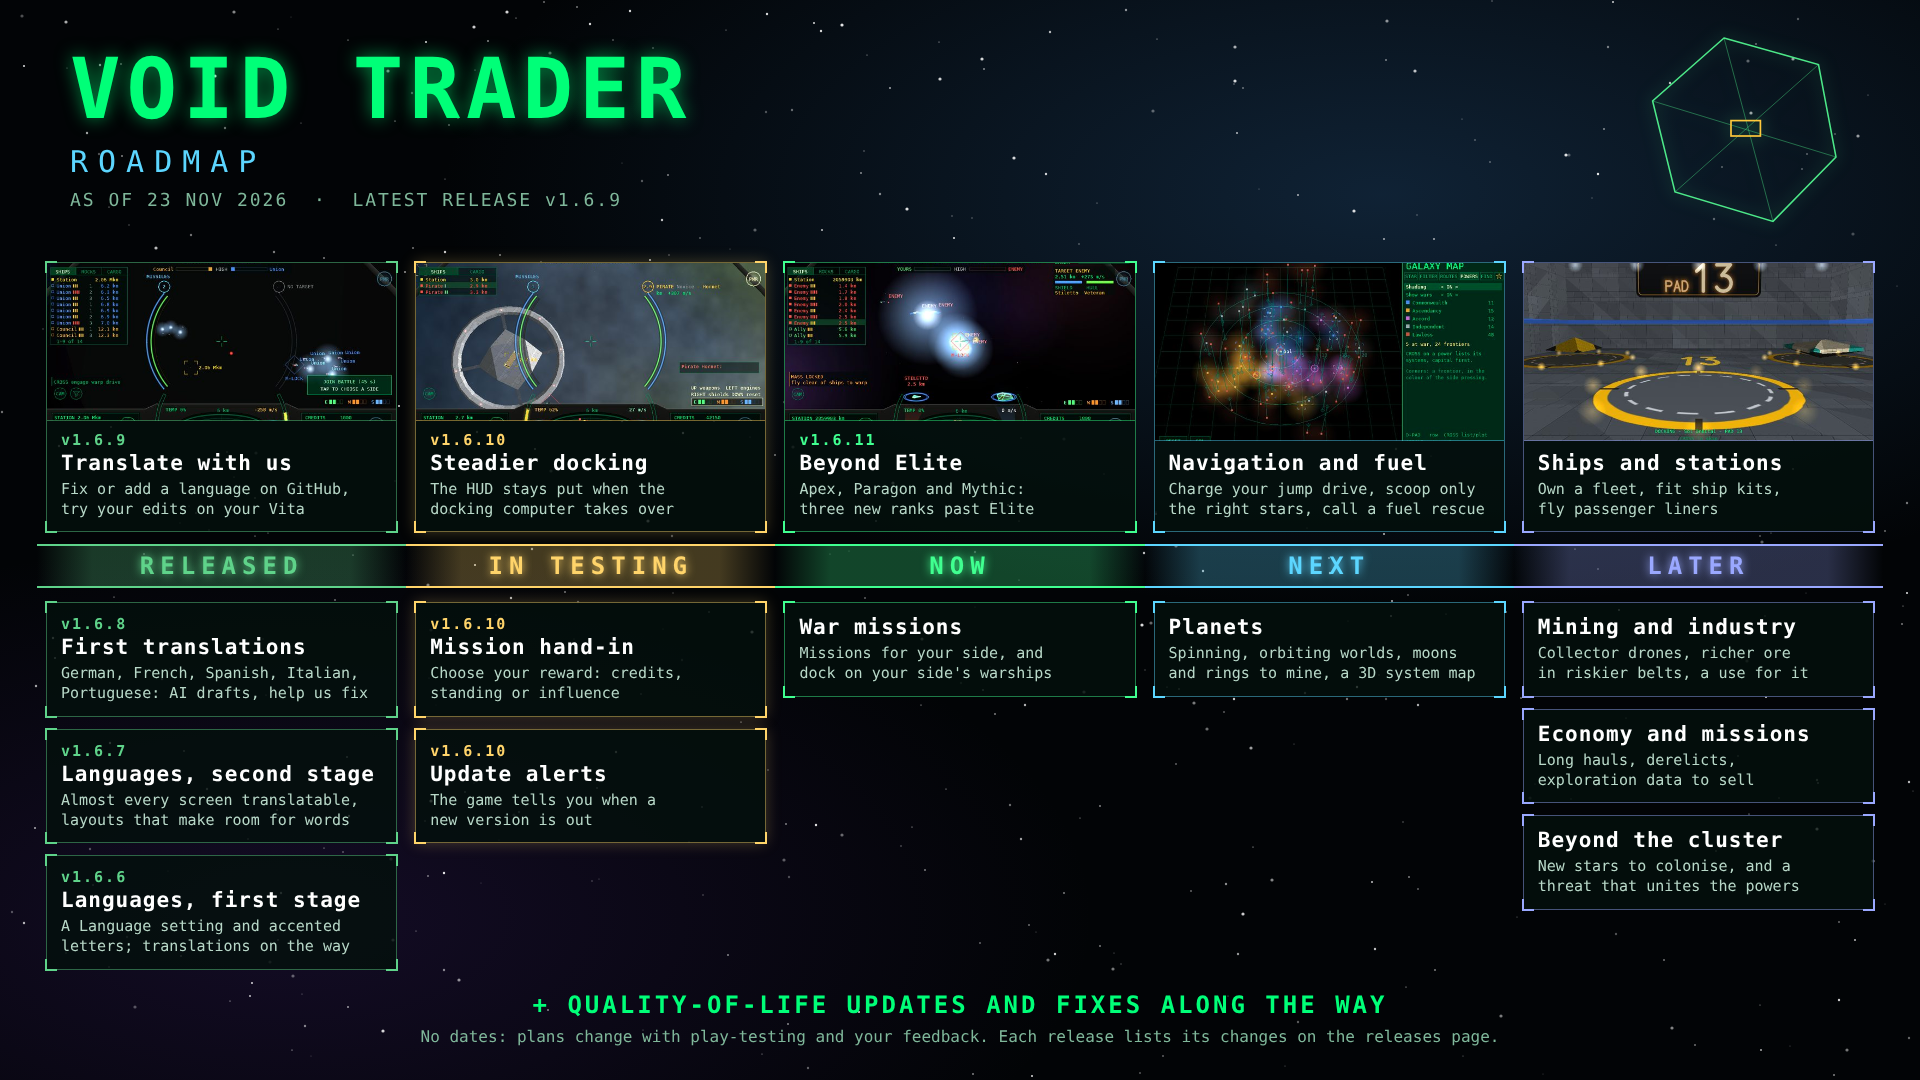 VOID TRADER
ROADMAP
AS OF 23 NOV 2026 · LATEST RELEASE v1.6.9
v1.6.9
Translate with us
Fix or add a language on GitHub,
try your edits on your Vita
v1.6.10
Steadier docking
The HUD stays put when the
docking computer takes over
v1.6.11
Beyond Elite
Apex, Paragon and Mythic:
three new ranks past Elite
GALAXY MAP
Navigation and fuel
Charge your jump drive, scoop only
the right stars, call a fuel rescue
PAD 13
13
Ships and stations
Own a fleet, fit ship kits,
fly passenger liners
RELEASED
IN TESTING
NOW
NEXT
LATER
v1.6.8
First translations
German, French, Spanish, Italian,
Portuguese: AI drafts, help us fix
v1.6.7
Languages, second stage
Almost every screen translatable,
layouts that make room for words
v1.6.6
Languages, first stage
A Language setting and accented
letters; translations on the way
v1.6.10
Mission hand-in
Choose your reward: credits,
standing or influence
v1.6.10
Update alerts
The game tells you when a
new version is out
War missions
Missions for your side, and
dock on your side's warships
Planets
Spinning, orbiting worlds, moons
and rings to mine, a 3D system map
Mining and industry
Collector drones, richer ore
in riskier belts, a use for it
Economy and missions
Long hauls, derelicts,
exploration data to sell
Beyond the cluster
New stars to colonise, and a
threat that unites the powers
+ QUALITY-OF-LIFE UPDATES AND FIXES ALONG THE WAY
No dates: plans change with play-testing and your feedback. Each release lists its changes on the releases page.